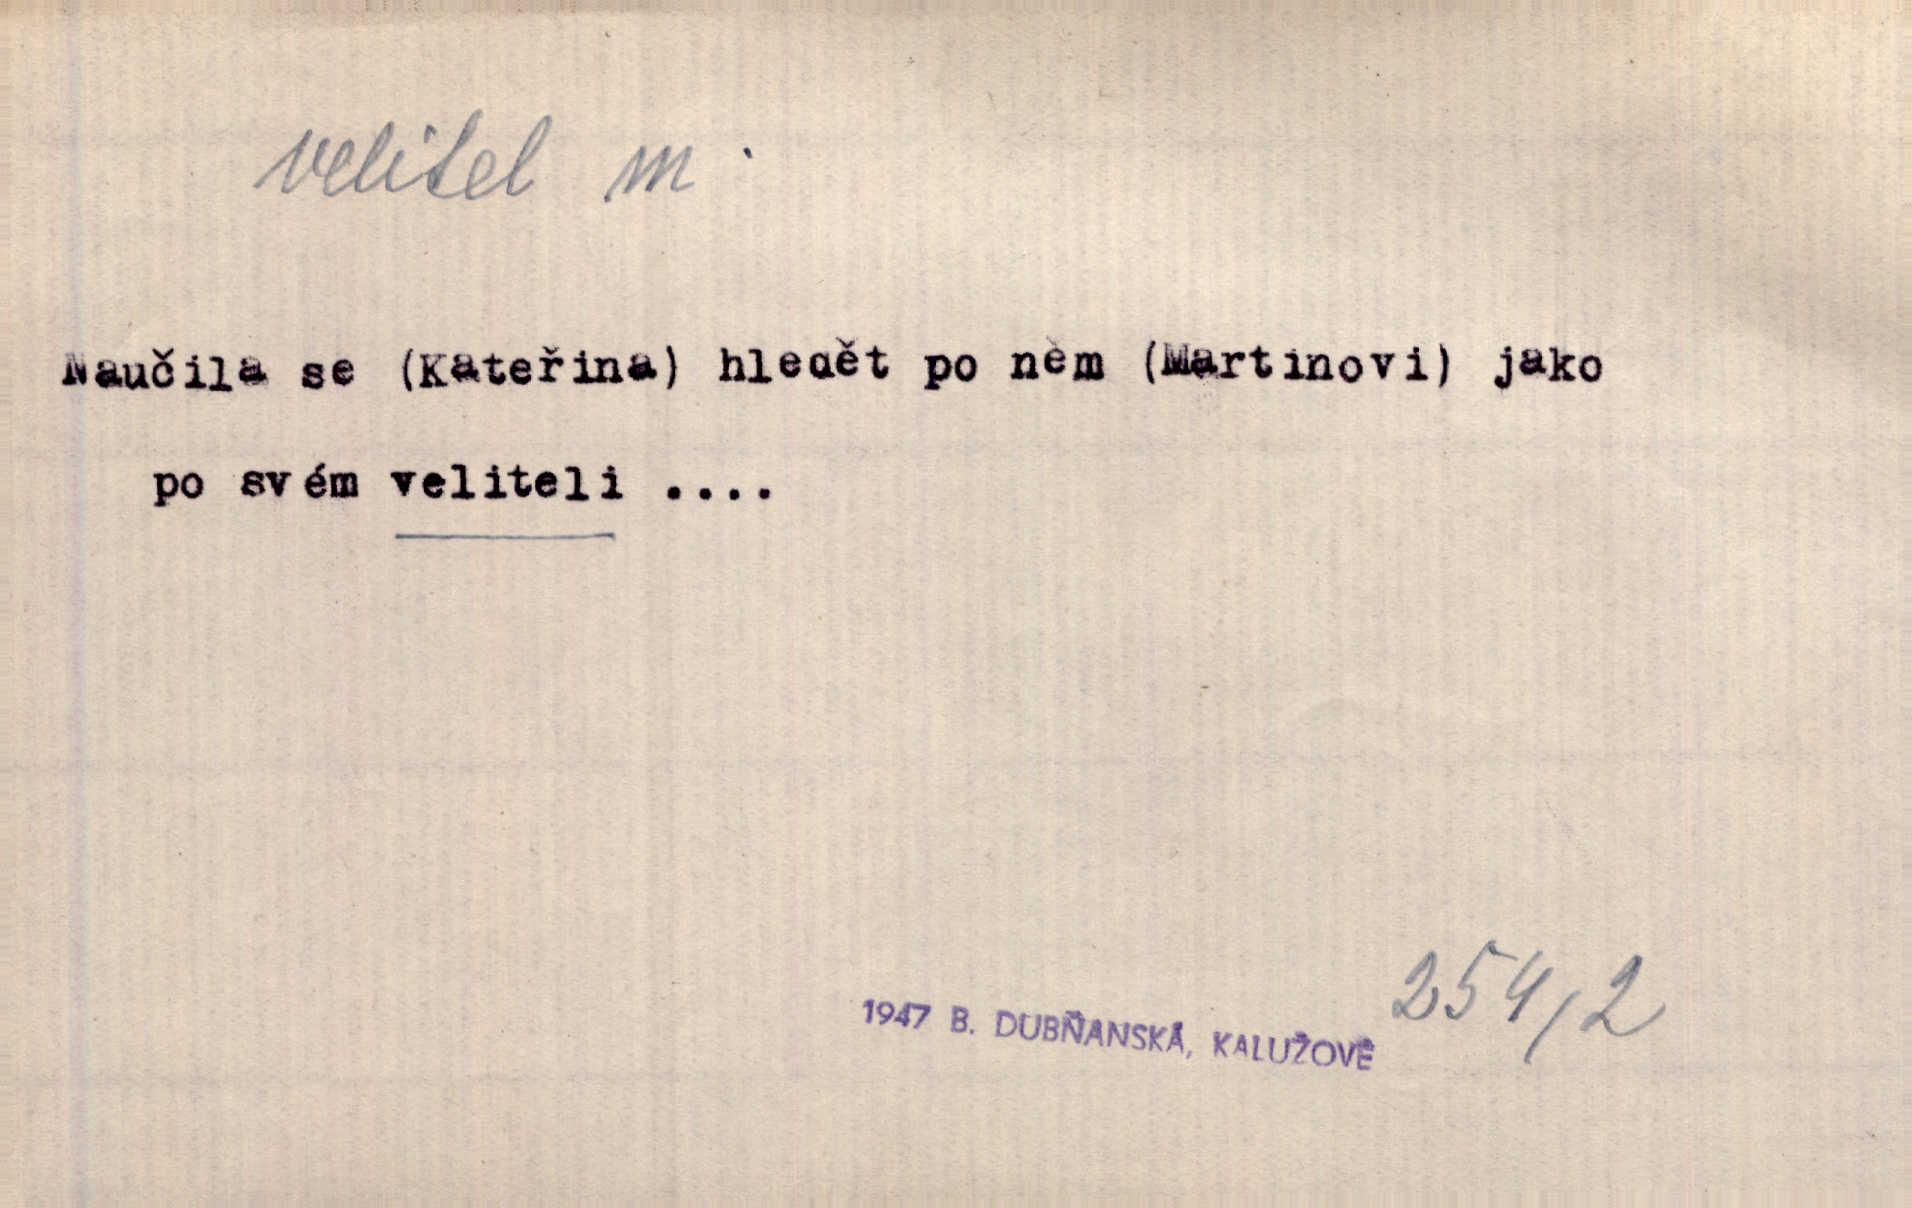 velitel m.
Naučila se (Kateřina) hledět po něm (Martinovi) jako
po svém veliteli ....
1947 B. DUBŇANSKÁ, KALUŽOVÉ 254/2